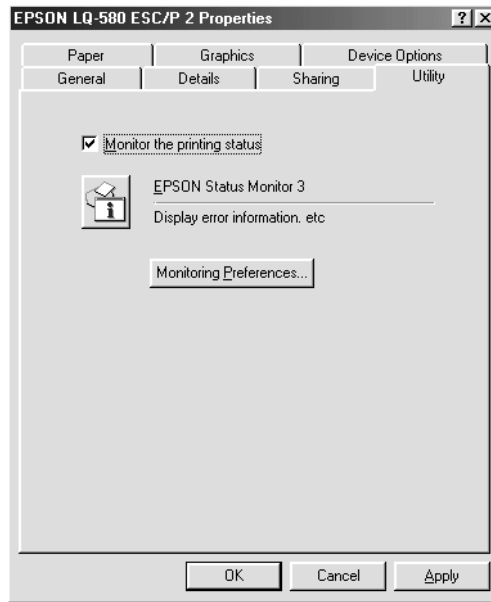 EPSON LQ-580 ESC/P 2 Properties
Paper Graphics Device Options
General Details Sharing Utility
Monitor the printing status
EPSON Status Monitor 3
Display error information. etc
Monitoring Preferences...
OK Cancel Apply